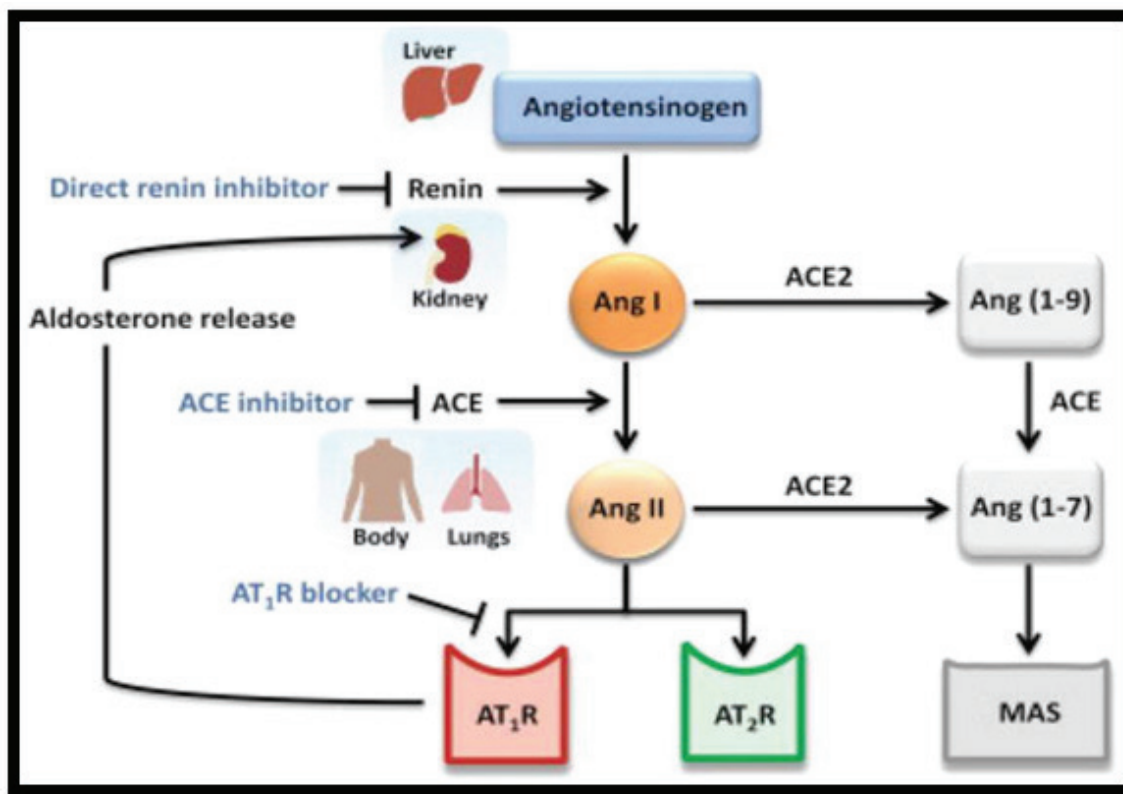 Liver
Angiotensinogen
Direct renin inhibitor
Renin
Kidney
Ang I
ACE2
Ang (1-9)
Aldosterone release
ACE inhibitor
ACE
ACE
Body
Lungs
Ang II
ACE2
Ang (1-7)
AT₁R blocker
AT₁R
AT₂R
MAS